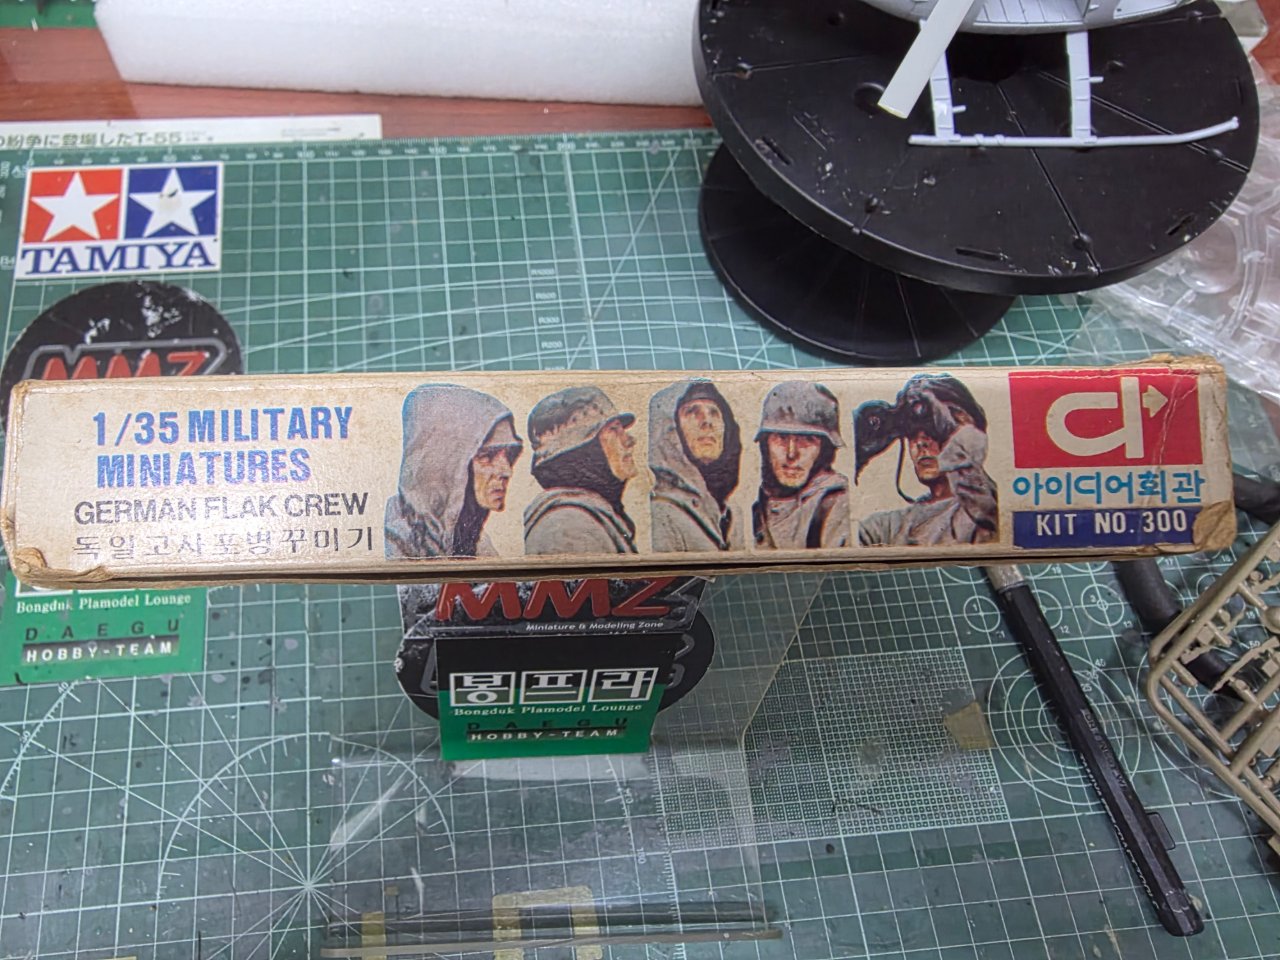 の紛争に登場したT-55
TAMIYA
MMZ
1/35 MILITARY
MINIATURES
GERMAN FLAK CREW
독일고사포병꾸미기
아이디어회관
KIT NO. 300
Bongduk Plamodel Lounge
DAEGU
HOBBY-TEAM
MMZ
Miniature & Modeling Zone
봉프라
Bongduk Plamodel Lounge
DAEGU
HOBBY-TEAM